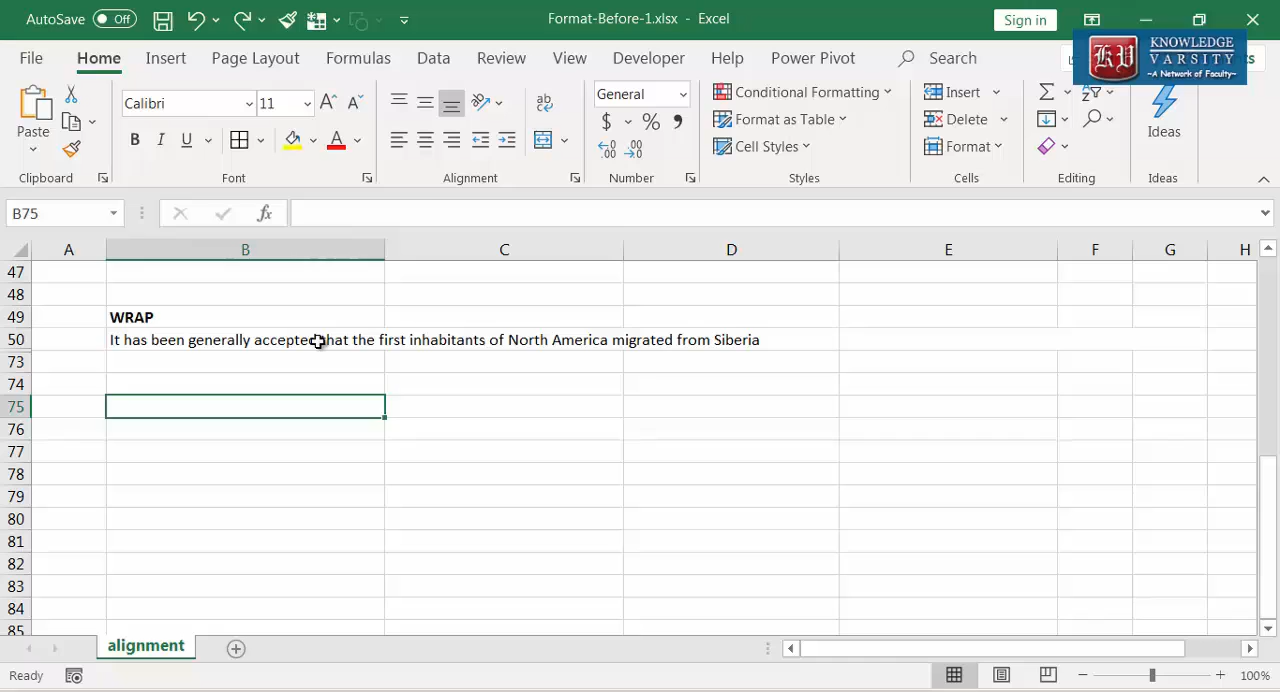 AutoSave Off Format-Before-1.xlsx - Excel Sign in
File Home Insert Page Layout Formulas Data Review View Developer Help Power Pivot Search
KV KNOWLEDGE
VARSITY
~A Network of Faculty~
Paste
Calibri 11
General
Conditional Formatting
Format as Table
Cell Styles
Insert
Delete
Format
Ideas
Clipboard Font Alignment Number Styles Cells Editing Ideas
B75 fx
A B C D E F G H
47
48
49 WRAP
50 It has been generally accepted that the first inhabitants of North America migrated from Siberia
73
74
75
76
77
78
79
80
81
82
83
84
85
alignment
Ready 100%